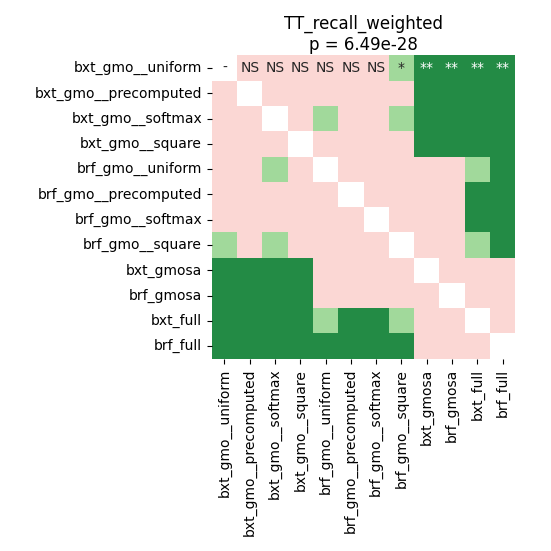 TT_recall_weighted
p = 6.49e-28
bxt_gmo__uniform - NS NS NS NS NS NS * ** ** ** **
bxt_gmo__precomputed
bxt_gmo__softmax
bxt_gmo__square
brf_gmo__uniform
brf_gmo__precomputed
brf_gmo__softmax
brf_gmo__square
bxt_gmosa
brf_gmosa
bxt_full
brf_full
bxt_gmo__uniform
bxt_gmo__precomputed
bxt_gmo__softmax
bxt_gmo__square
brf_gmo__uniform
brf_gmo__precomputed
brf_gmo__softmax
brf_gmo__square
bxt_gmosa
brf_gmosa
bxt_full
brf_full